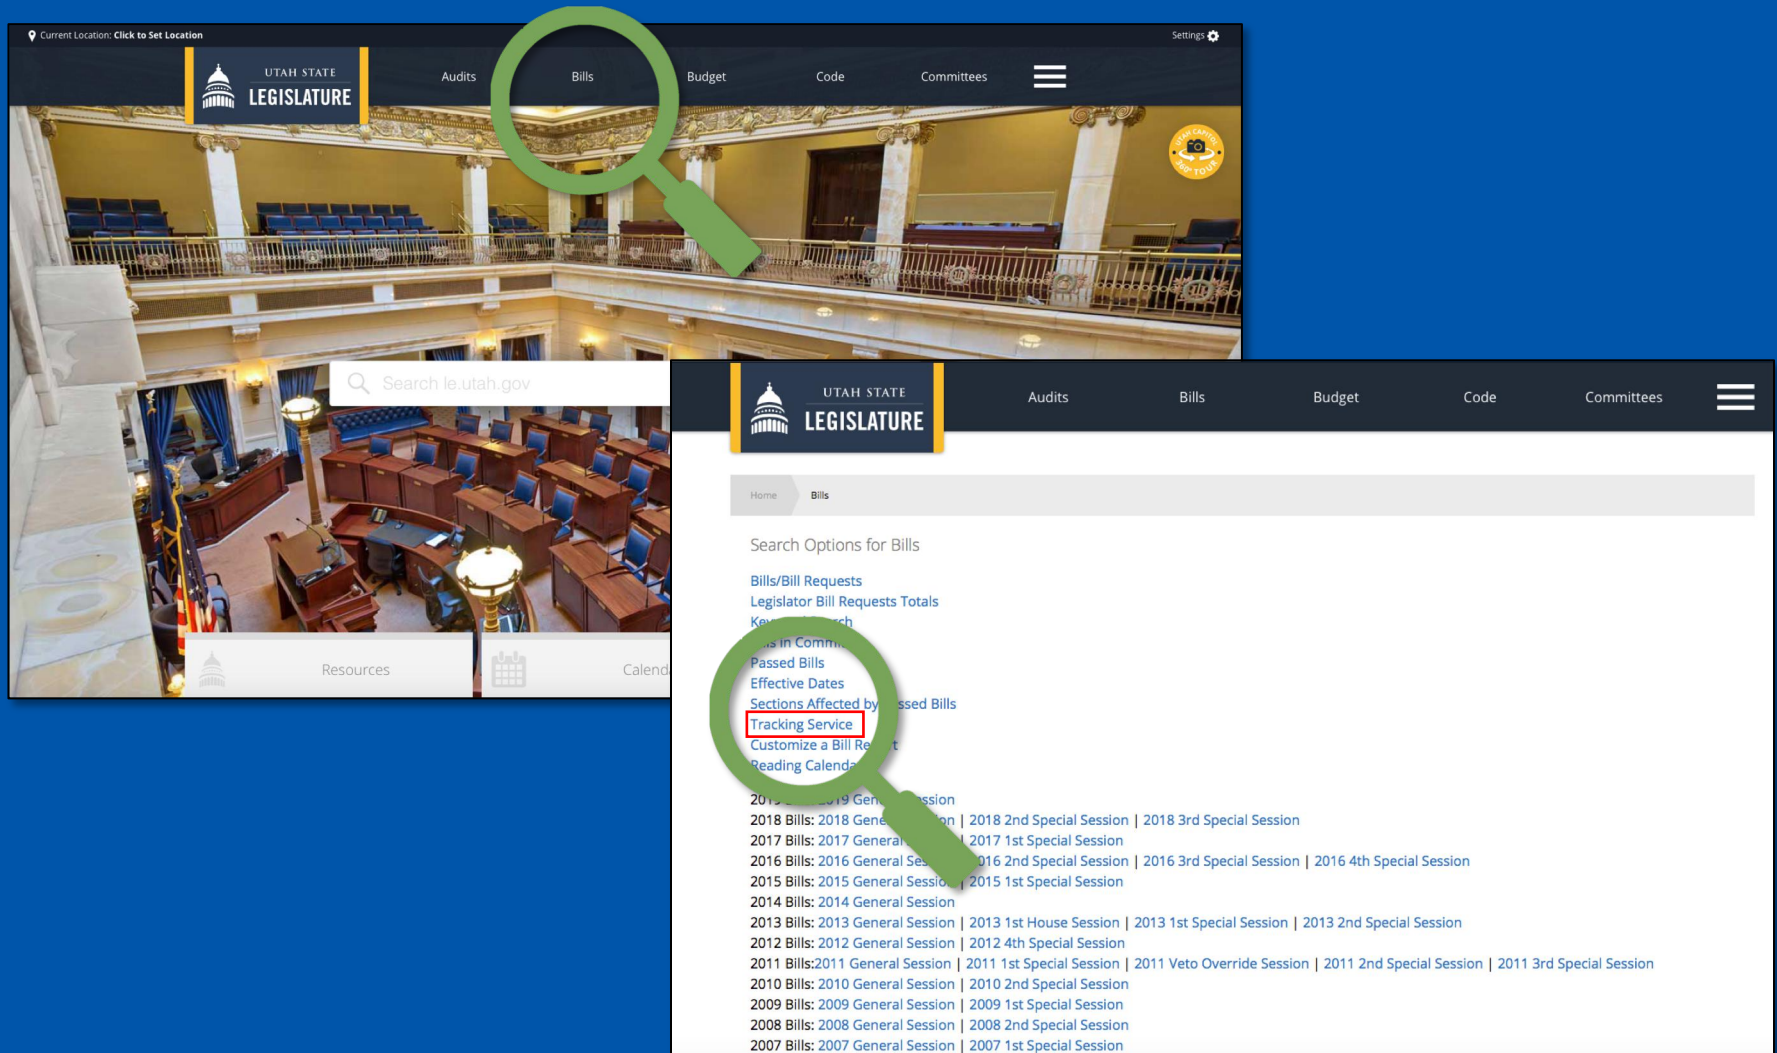 Current Location: Click to Set Location
Settings
UTAH STATE
LEGISLATURE
Audits
Bills
Budget
Code
Committees
UTAH CAPITOL
360° TOUR
Search le.utah.gov
Resources
UTAH STATE
LEGISLATURE
Audits
Bills
Budget
Code
Committees
Home
Bills
Search Options for Bills
Bills/Bill Requests
Legislator Bill Requests Totals
in
Passed Bills
Effective Dates
Sections Affected by Bills
Tracking Service
Customize a Bill
Reading
2018 Bills: 2018 | 2018 2nd Special Session | 2018 3rd Special Session
2017 Bills: 2017 General 2017 1st Special Session
2016 Bills: 2016 General 2nd Special Session | 2016 3rd Special Session | 2016 4th Special Session
2015 Bills: 2015 General Session | 2015 1st Special Session
2014 Bills: 2014 General Session
2013 Bills: 2013 General Session | 2013 1st House Session | 2013 1st Special Session | 2013 2nd Special Session
2012 Bills: 2012 General Session | 2012 4th Special Session
2011 Bills:2011 General Session | 2011 1st Special Session | 2011 Veto Override Session | 2011 2nd Special Session | 2011 3rd Special Session
2010 Bills: 2010 General Session | 2010 2nd Special Session
2009 Bills: 2009 General Session | 2009 1st Special Session
2008 Bills: 2008 General Session | 2008 2nd Special Session
2007 Bills: 2007 General Session | 2007 1st Special Session